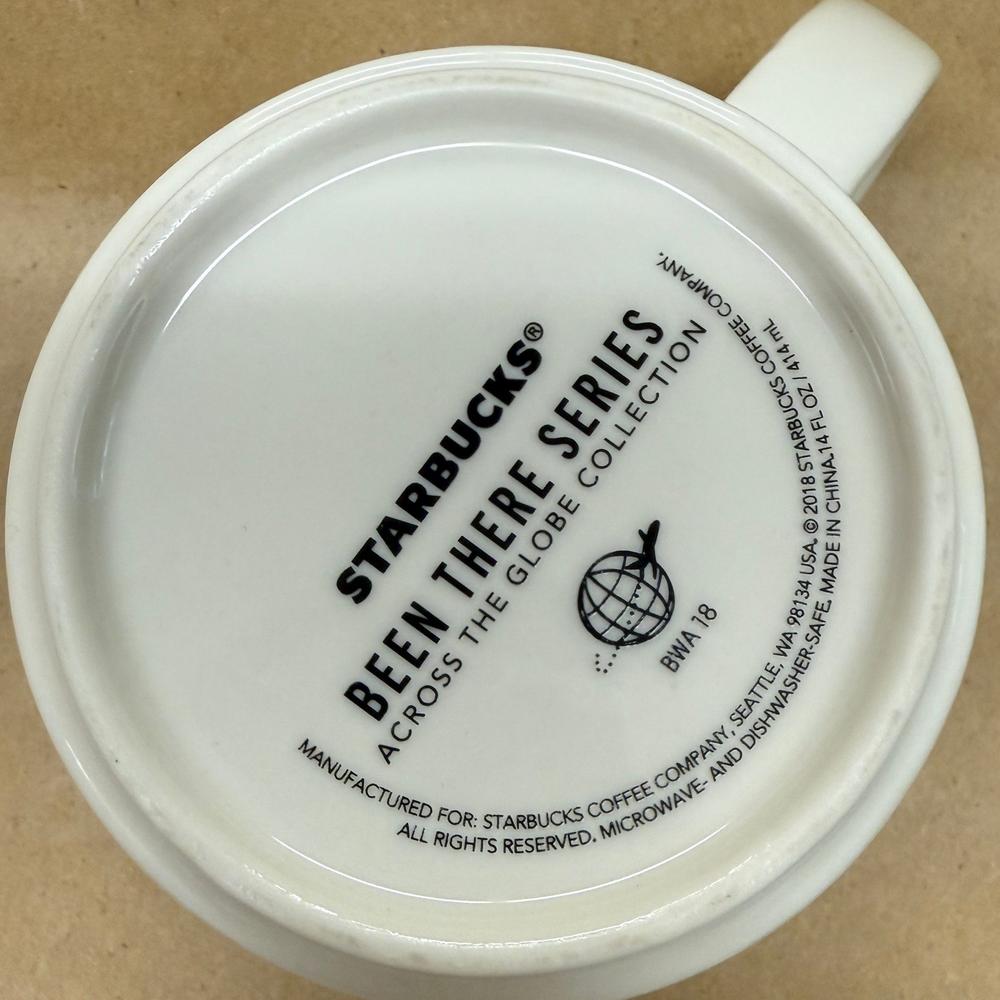 STARBUCKS®
BEEN THERE SERIES
ACROSS THE GLOBE COLLECTION
BWA 18
MANUFACTURED FOR: STARBUCKS COFFEE COMPANY, SEATTLE, WA 98134 USA. © 2018 STARBUCKS COFFEE COMPANY.
ALL RIGHTS RESERVED. MICROWAVE- AND DISHWASHER-SAFE. MADE IN CHINA.14 FL OZ / 414 mL